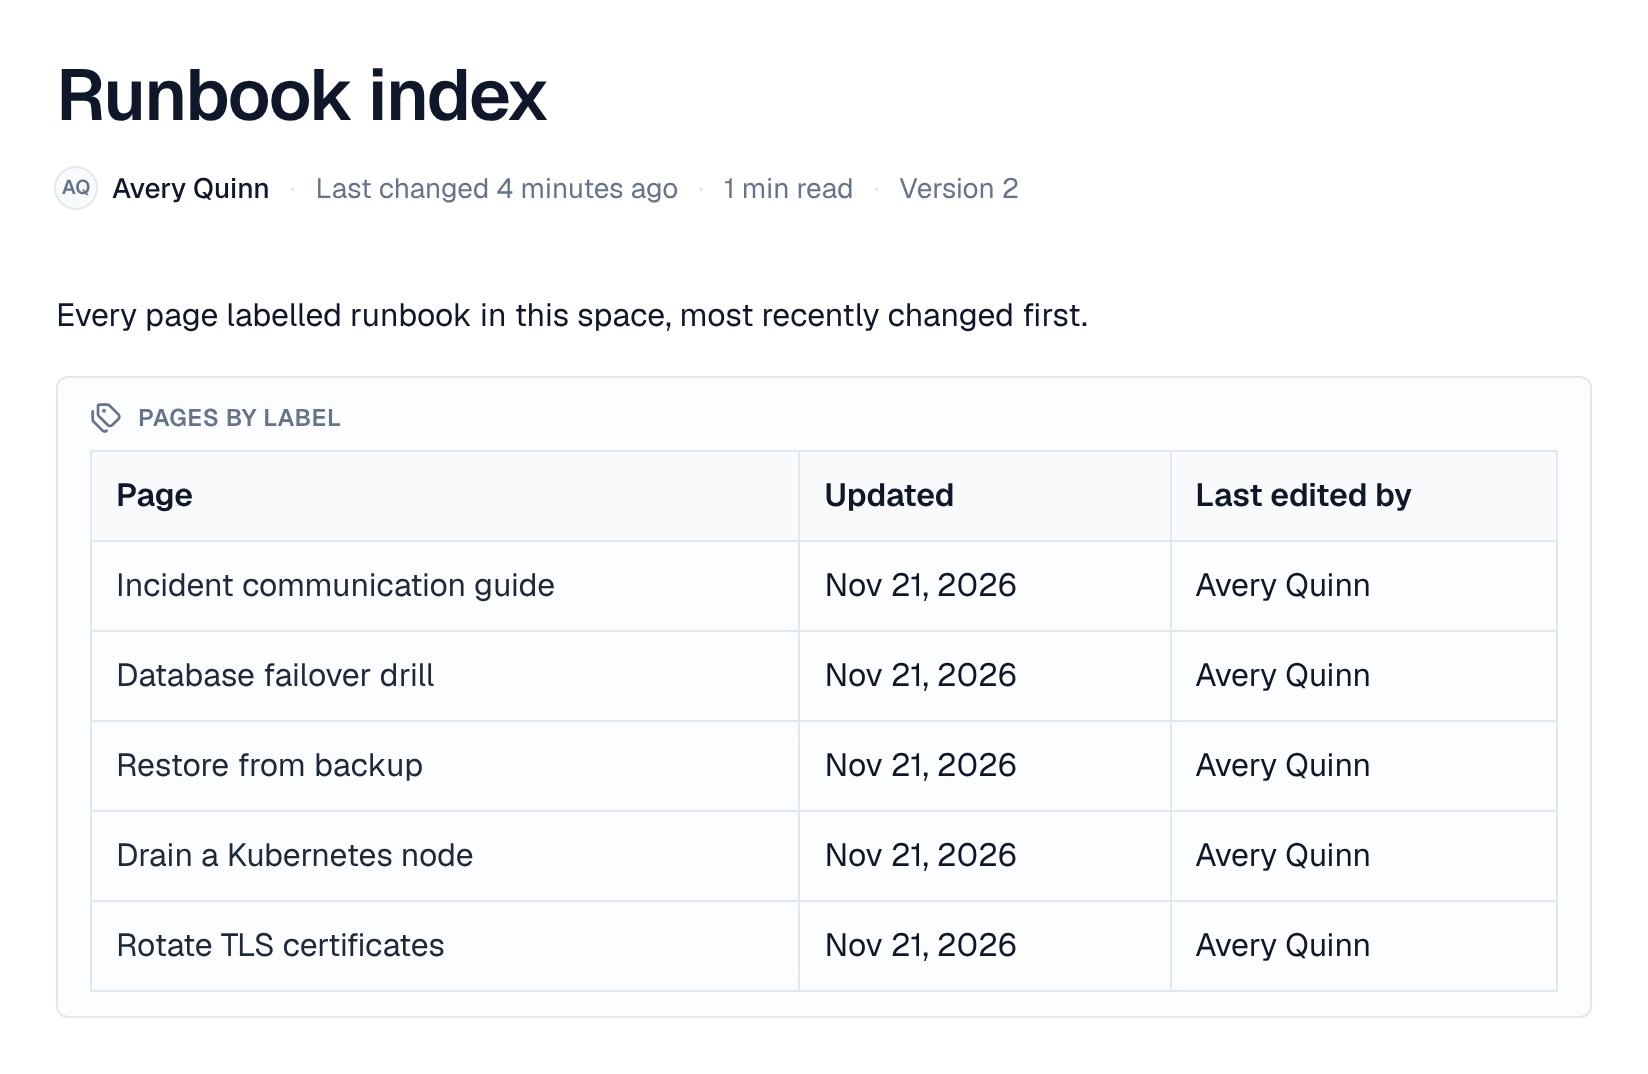 Runbook index
AQ Avery Quinn · Last changed 4 minutes ago · 1 min read · Version 2
Every page labelled runbook in this space, most recently changed first.
PAGES BY LABEL
Page Updated Last edited by
Incident communication guide Nov 21, 2026 Avery Quinn
Database failover drill Nov 21, 2026 Avery Quinn
Restore from backup Nov 21, 2026 Avery Quinn
Drain a Kubernetes node Nov 21, 2026 Avery Quinn
Rotate TLS certificates Nov 21, 2026 Avery Quinn